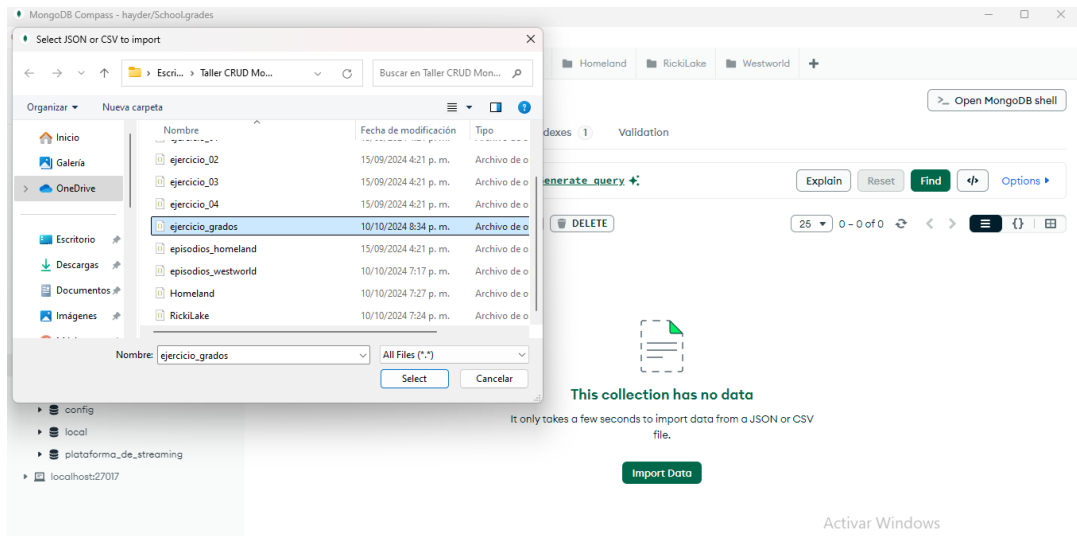 MongoDB Compass - hayder/School.grades
Select JSON or CSV to import
Homeland RickiLake Westworld
Escri... › Taller CRUD Mo...
Buscar en Taller CRUD Mon...
>_ Open MongoDB shell
Organizar Nueva carpeta
Indexes 1 Validation
Nombre Fecha de modificación Tipo
Inicio
ejercicio_02 15/09/2024 4:21 p. m. Archivo de o
Galería
ejercicio_03 15/09/2024 4:21 p. m. Archivo de o
Generate query
Explain Reset Find </> Options
OneDrive
ejercicio_04 15/09/2024 4:21 p. m. Archivo de o
ejercicio_grados 10/10/2024 8:34 p. m. Archivo de o
DELETE
25 0 – 0 of 0 {}
Escritorio
episodios_homeland 15/09/2024 4:21 p. m. Archivo de o
Descargas
episodios_westworld 10/10/2024 7:17 p. m. Archivo de o
Documentos
Homeland 10/10/2024 7:27 p. m. Archivo de o
Imágenes
RickiLake 10/10/2024 7:24 p. m. Archivo de o
Nombre: ejercicio_grados All Files (*.*)
Select Cancelar
This collection has no data
config
It only takes a few seconds to import data from a JSON or CSV
file.
local
plataforma_de_streaming
localhost:27017
Import Data
Activar Windows